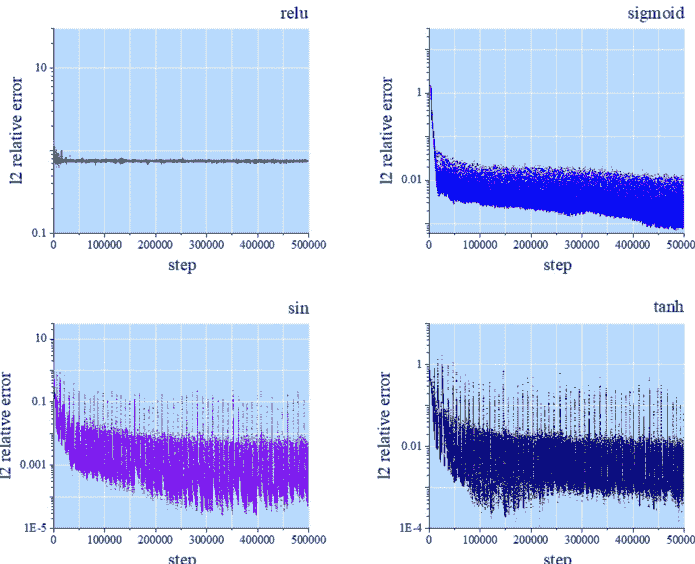 relu
10
0.1
l2 relative error
0 100000 200000 300000 400000 500000
step
sigmoid
1
0.01
l2 relative error
0 100000 200000 300000 400000 500000
step
sin
10
0.1
0.001
1E-5
l2 relative error
0 100000 200000 300000 400000 500000
step
tanh
1
0.01
1E-4
l2 relative error
0 100000 200000 300000 400000 50000
step